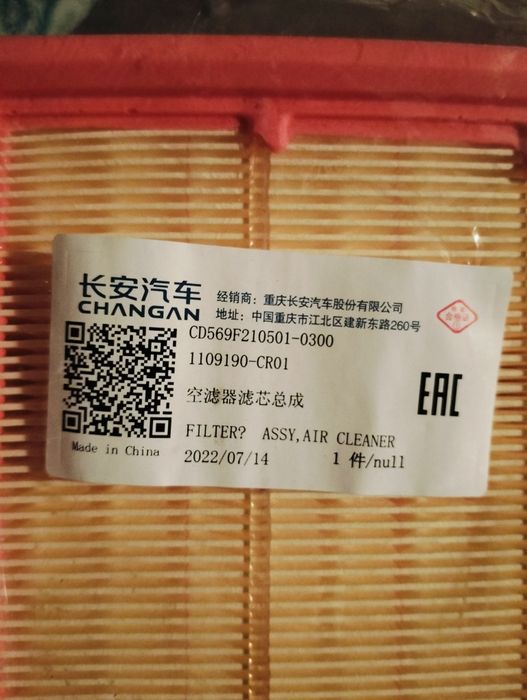 长安汽车
CHANGAN
经销商：重庆长安汽车股份有限公司
地址：中国重庆市江北区建新东路260号
CD569F210501-0300
1109190-CR01
空滤器滤芯总成
FILTER? ASSY,AIR CLEANER
Made in China
2022/07/14 1 件/null
EAC